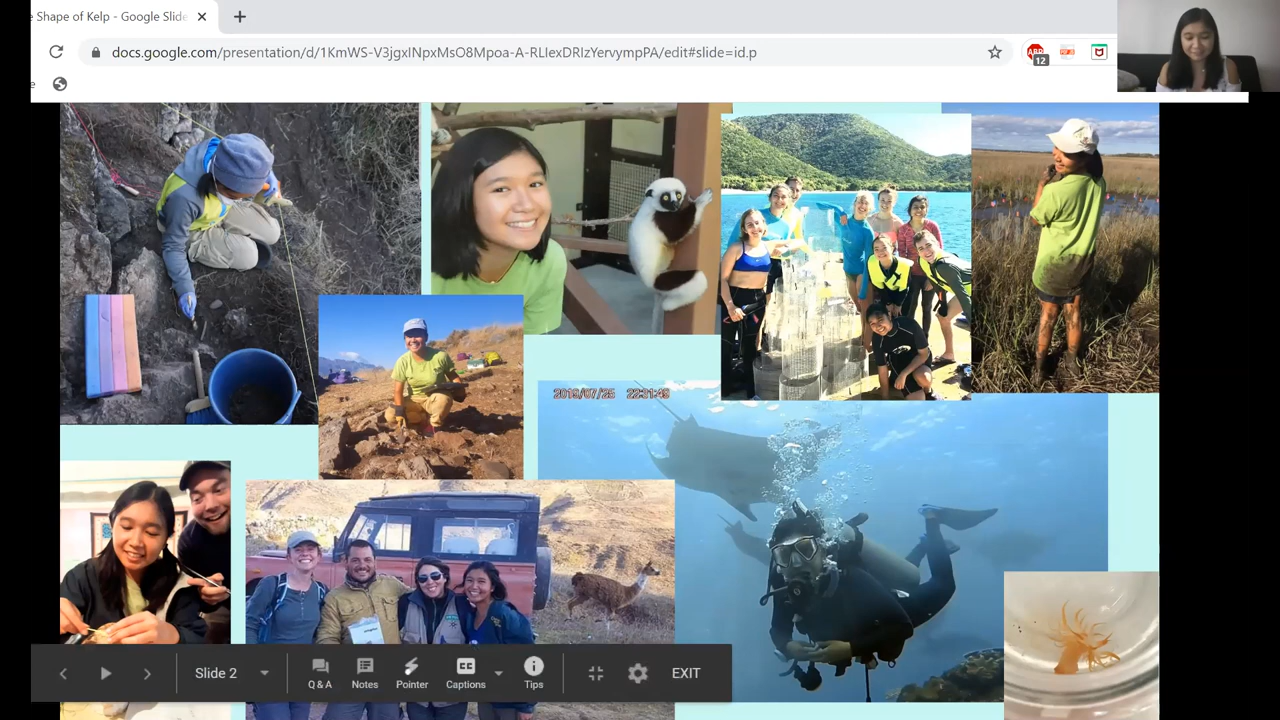 e Shape of Kelp - Google Slide
docs.google.com/presentation/d/1KmWS-V3jgxINpxMsO8Mpoa-A-RLIexDRIzYervympPA/edit#slide=id.p
12
e
2019/07/25 22:31:49
Slide 2
Q & A
Notes
Pointer
Captions
Tips
EXIT